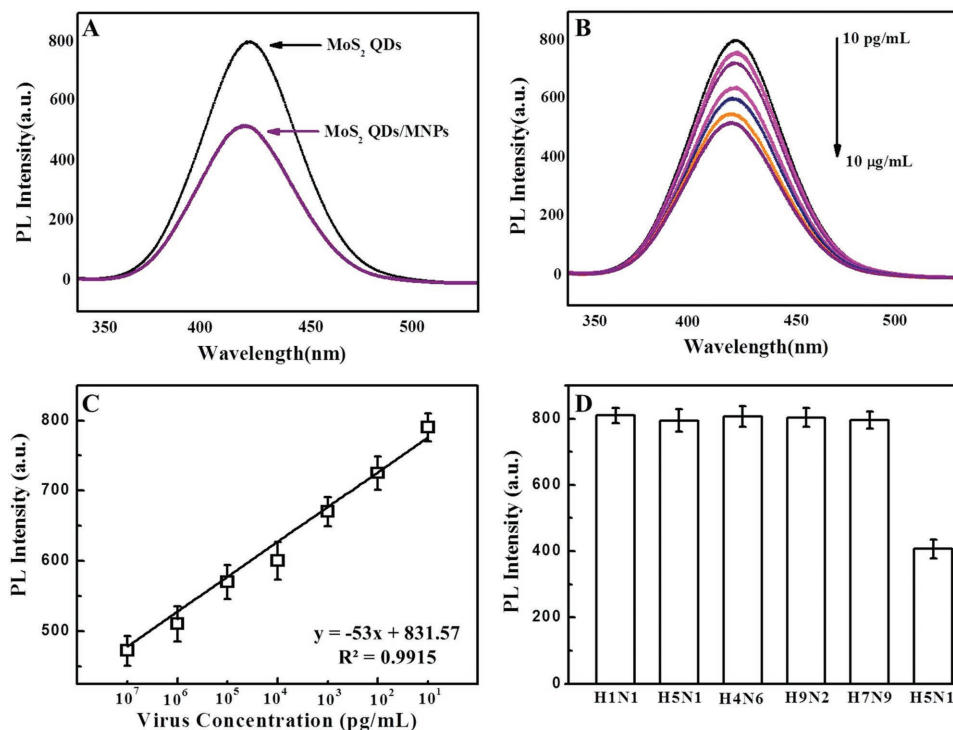 A
MoS₂ QDs
MoS₂ QDs/MNPs
PL Intensity(a.u.)
800
600
400
200
0
350 400 450 500
Wavelength(nm)
B
10 pg/mL
10 μg/mL
PL Intensity(a.u.)
800
600
400
200
0
350 400 450 500
Wavelength(nm)
C
PL Intensity (a.u.)
800
700
600
500
y = -53x + 831.57
R² = 0.9915
10⁷ 10⁶ 10⁵ 10⁴ 10³ 10² 10¹
Virus Concentration (pg/mL)
D
PL Intensity (a.u.)
800
600
400
200
0
H1N1 H5N1 H4N6 H9N2 H7N9 H5N1